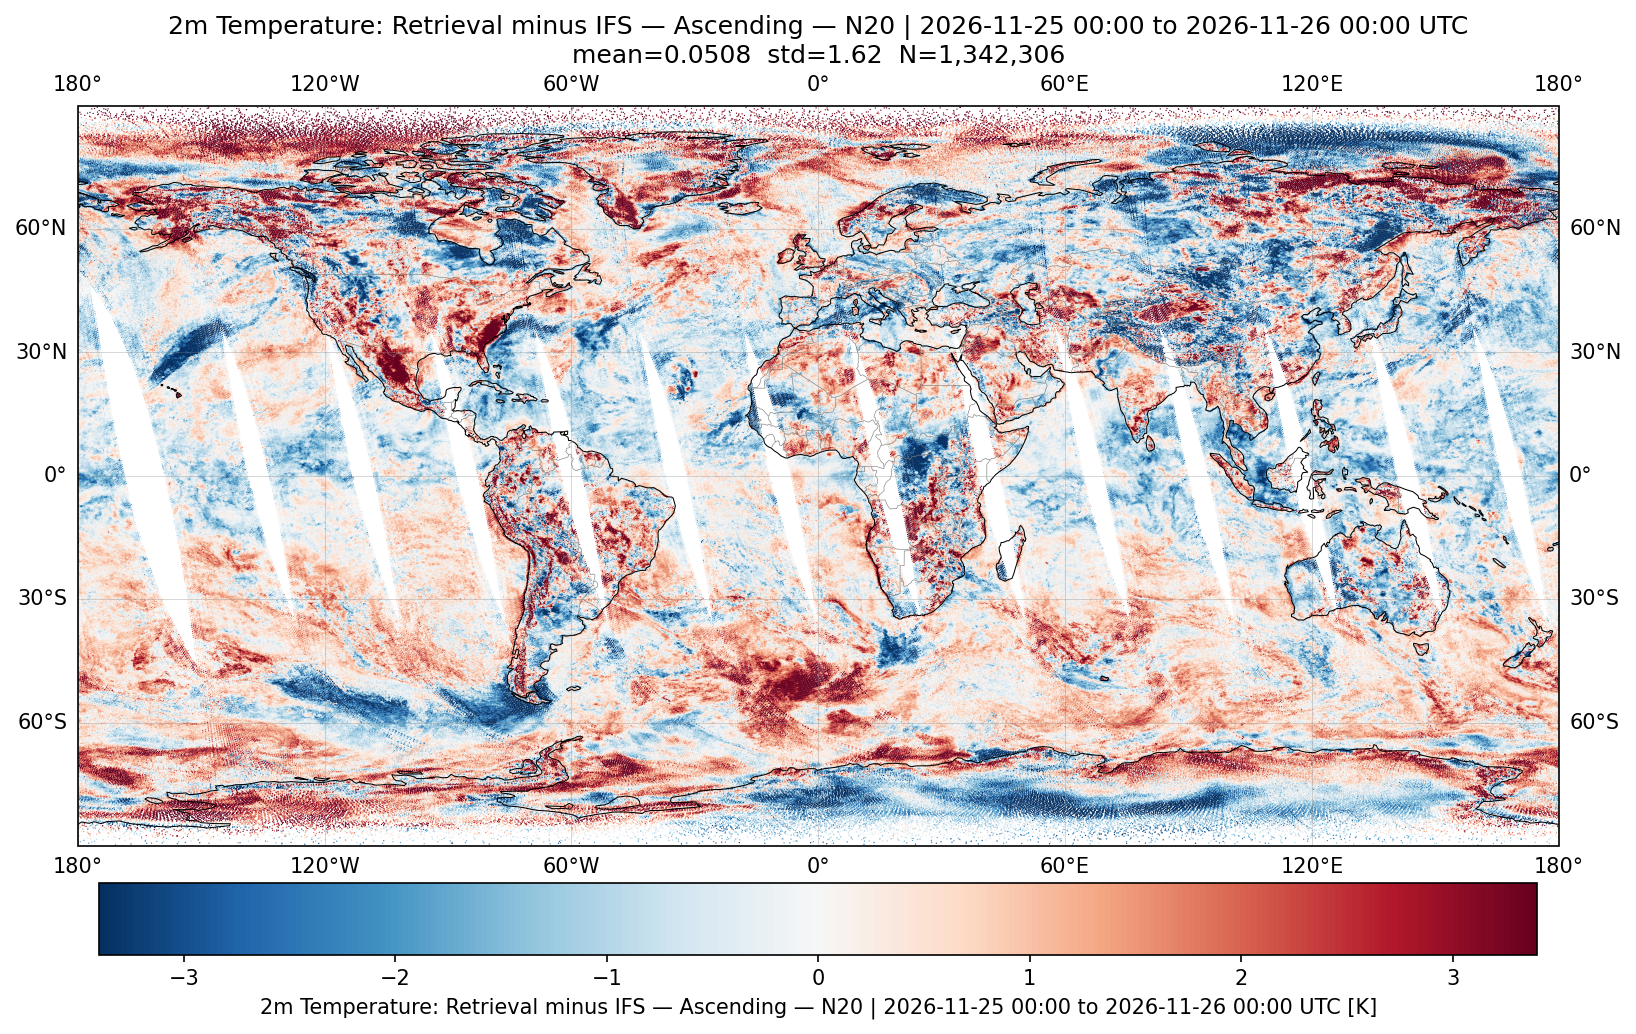 2m Temperature: Retrieval minus IFS — Ascending — N20 | 2026-11-25 00:00 to 2026-11-26 00:00 UTC
mean=0.0508 std=1.62 N=1,342,306
180° 120°W 60°W 0° 60°E 120°E 180°
60°N 60°N
30°N 30°N
0° 0°
30°S 30°S
60°S 60°S
180° 120°W 60°W 0° 60°E 120°E 180°
−3 −2 −1 0 1 2 3
2m Temperature: Retrieval minus IFS — Ascending — N20 | 2026-11-25 00:00 to 2026-11-26 00:00 UTC [K]